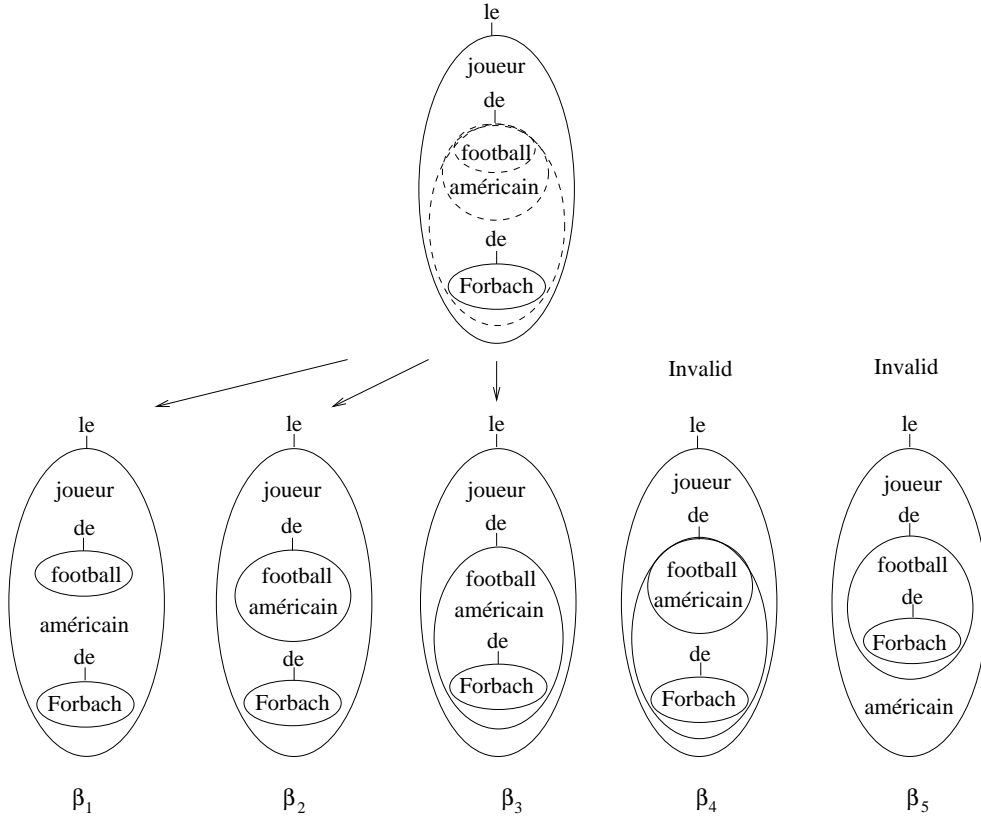 le
joueur
de
football
américain
de
Forbach
Invalid
Invalid
le
joueur
de
football
américain
de
Forbach
β1
le
joueur
de
football
américain
de
Forbach
β2
le
joueur
de
football
américain
de
Forbach
β3
le
joueur
de
football
américain
de
Forbach
β4
le
joueur
de
football
de
Forbach
américain
β5